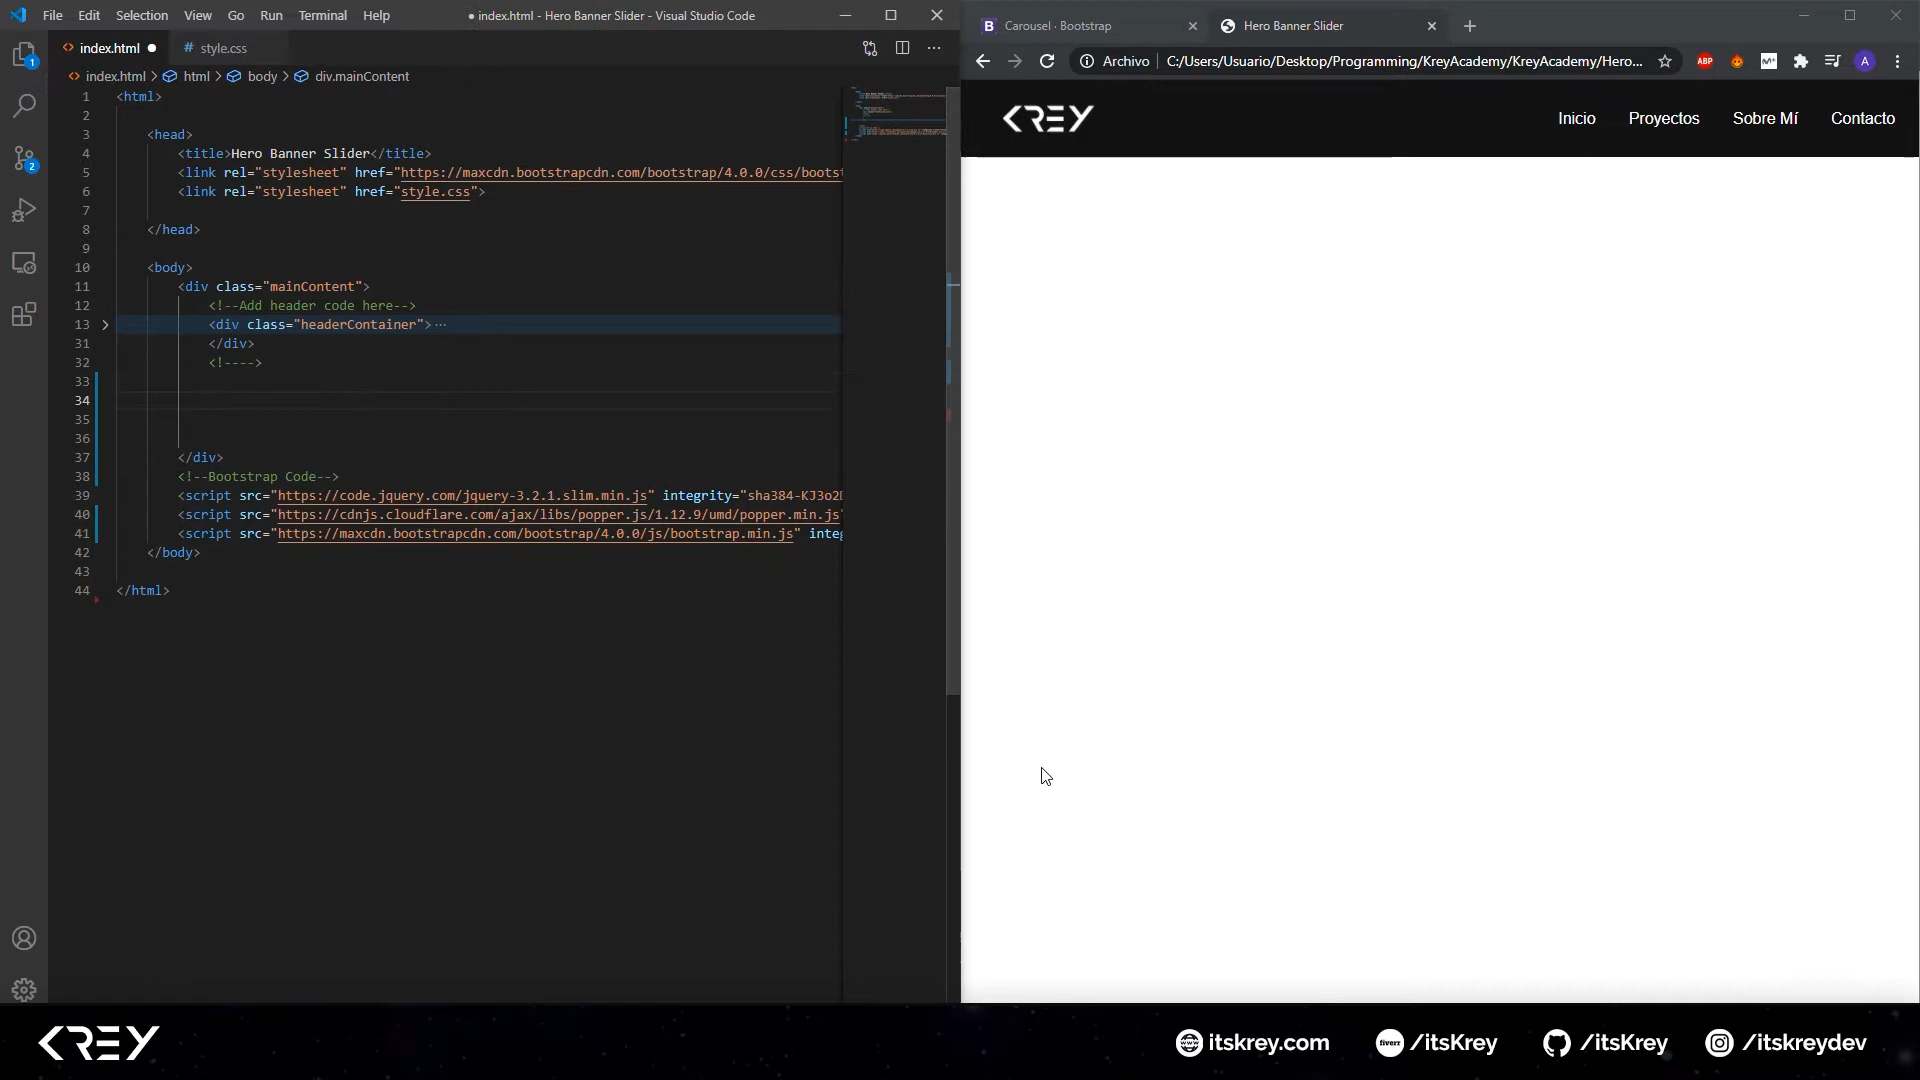 File Edit Selection View Go Run Terminal Help
● index.html - Hero Banner Slider - Visual Studio Code
index.html ●
# style.css
index.html > html > body > div.mainContent
1 <html>
2
3 <head>
4 <title>Hero Banner Slider</title>
5 <link rel="stylesheet" href="https://maxcdn.bootstrapcdn.com/bootstrap/4.0.0/css/boots
6 <link rel="stylesheet" href="style.css">
7
8 </head>
9
10 <body>
11 <div class="mainContent">
12 <!--Add header code here-->
13 <div class="headerContainer">···
31 </div>
32 <!---->
33
34
35
36
37 </div>
38 <!--Bootstrap Code-->
39 <script src="https://code.jquery.com/jquery-3.2.1.slim.min.js" integrity="sha384-KJ3o2
40 <script src="https://cdnjs.cloudflare.com/ajax/libs/popper.js/1.12.9/umd/popper.min.js"
41 <script src="https://maxcdn.bootstrapcdn.com/bootstrap/4.0.0/js/bootstrap.min.js" inte
42 </body>
43
44 </html>
1
2
B Carousel · Bootstrap
Hero Banner Slider
Archivo C:/Users/Usuario/Desktop/Programming/KreyAcademy/KreyAcademy/Hero...
ABP
A
KREY
Inicio Proyectos Sobre Mí Contacto
KREY
itskrey.com
fiverr /itsKrey
/itsKrey
/itskreydev